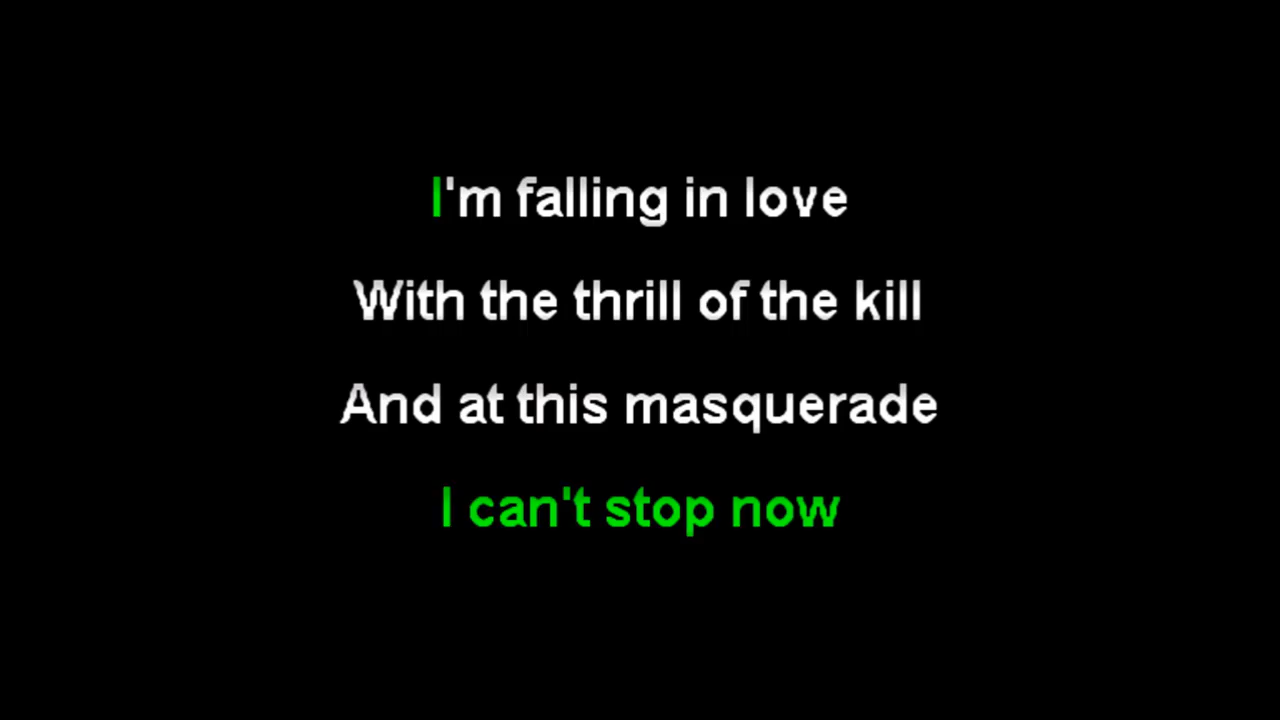 I'm falling in love
With the thrill of the kill
And at this masquerade
I can't stop now